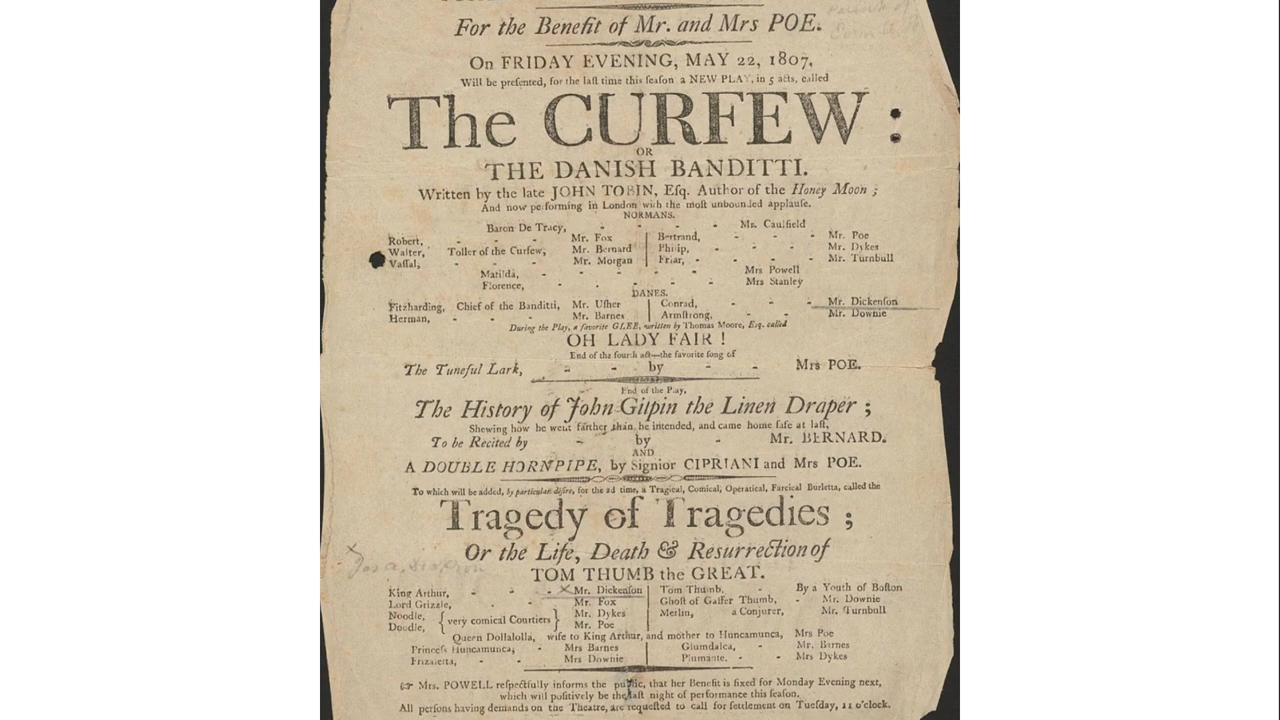 For the Benefit of Mr. and Mrs POE.
On FRIDAY EVENING, MAY 22, 1807,
Will be preſented, for the laſt time this ſeaſon a NEW PLAY, in 5 acts, called
The CURFEW:
OR
THE DANISH BANDITTI.
Written by the late JOHN TOBIN, Eſq. Author of the Honey Moon;
And now performing in London with the moſt unbounded applauſe.
NORMANS.
Baron De Tracy, - - - Mr. Caulfield
Robert, - - - Mr. Fox | Bertrand, - - - Mr. Poe
Walter, Toller of the Curfew, Mr. Bernard | Philip, - - - Mr. Dykes
Vaſſal, - - - Mr. Morgan | Friar, - - - Mr. Turnbull
Matilda, - - - - - Mrs Powell
Florence, - - - - - Mrs Stanley
DANES.
Fitzharding, Chief of the Banditti, Mr. Uſher | Conrad, - - - Mr. Dickenſon
Herman, - - - Mr. Barnes | Armſtrong, - - Mr. Downie
During the Play, a favorite GLEE, written by Thomas Moore, Eſq. called
OH LADY FAIR!
End of the fourth act—the favorite ſong of
The Tuneful Lark, - - by - - Mrs POE.
End of the Play,
The Hiſtory of John Gilpin the Linen Draper;
Shewing how he went farther than he intended, and came home ſafe at laſt,
To be Recited by - by - Mr. BERNARD.
AND
A DOUBLE HORNPIPE, by Signior CIPRIANI and Mrs POE.
To which will be added, by particular deſire, for the 2d time, a Tragical, Comical, Operatical, Farcical Burletta, called the
Tragedy of Tragedies;
Or the Life, Death & Reſurrection of
TOM THUMB the GREAT.
King Arthur, - - Mr. Dickenſon | Tom Thumb, - By a Youth of Boſton
Lord Grizzle, - - Mr. Fox | Ghoſt of Gaffer Thumb, - Mr. Downie
Noodle, Doodle, { very comical Courtiers } Mr. Dykes Mr. Poe | Merlin, a Conjurer, Mr. Turnbull
Queen Dollalolla, wife to King Arthur, and mother to Huncamunca, Mrs Poe
Princeſs Huncamunca, - Mrs Barnes | Glumdalca, - Mr. Barnes
Frizaletta, - - Mrs Downie | Plumante, - - Mrs Dykes
☞ Mrs. POWELL reſpectfully informs the public, that her Benefit is fixed for Monday Evening next,
which will poſitively be the laſt night of performance this ſeaſon.
All perſons having demands on the Theatre, are requeſted to call for ſettlement on Tueſday, 11 o'clock.